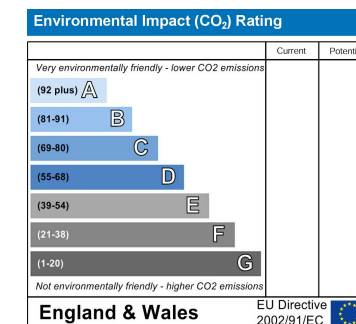 Environmental Impact (CO₂) Rating
Current Potenti
Very environmentally friendly - lower CO2 emissions
(92 plus) A
(81-91) B
(69-80) C
(55-68) D
(39-54) E
(21-38) F
(1-20) G
Not environmentally friendly - higher CO2 emissions
England & Wales
EU Directive
2002/91/EC